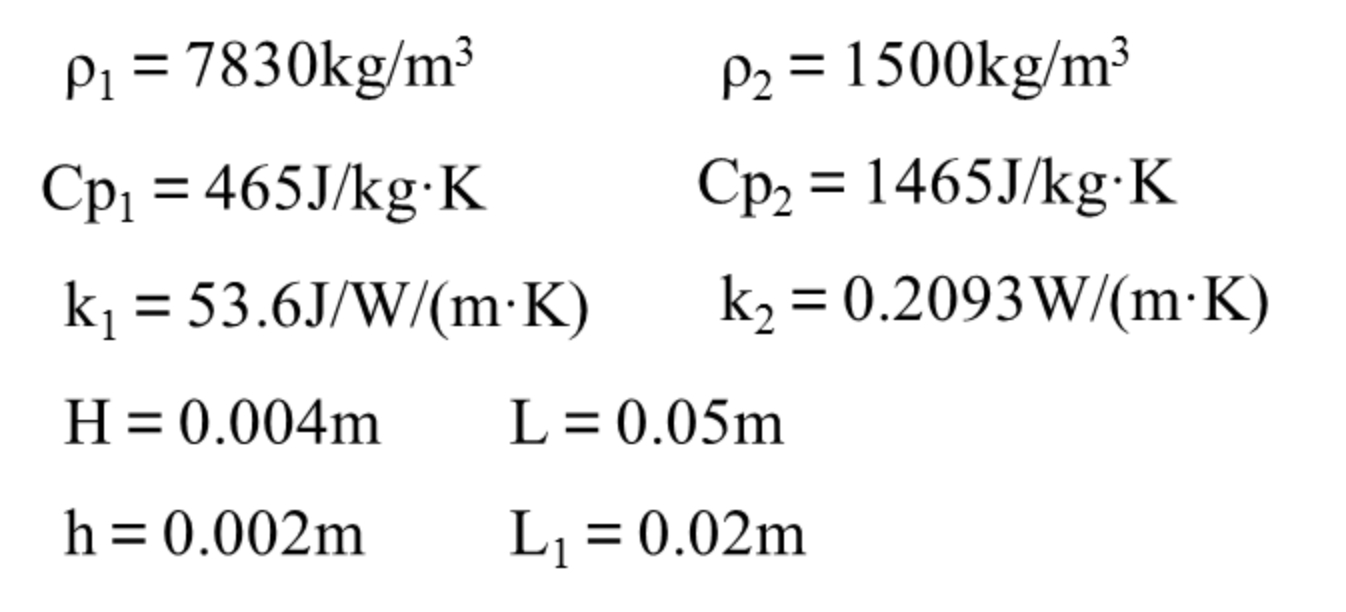 ρ₁ = 7830kg/m³ ρ₂ = 1500kg/m³
Cp₁ = 465J/kg·K Cp₂ = 1465J/kg·K
k₁ = 53.6J/W/(m·K) k₂ = 0.2093W/(m·K)
H = 0.004m L = 0.05m
h = 0.002m L₁ = 0.02m